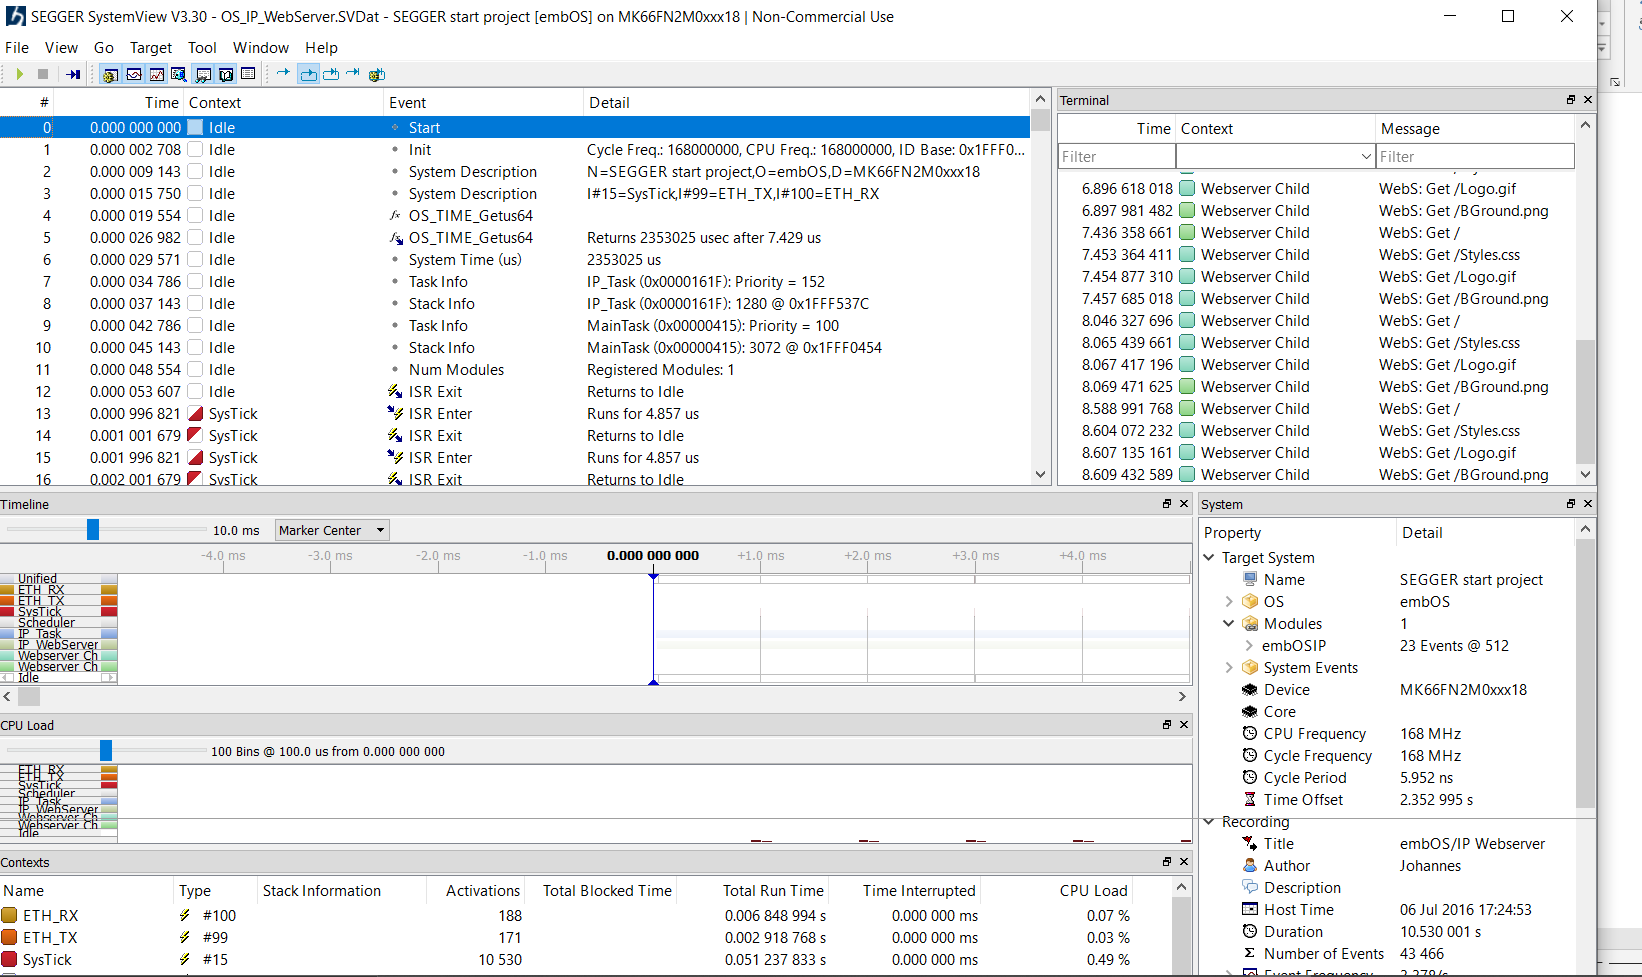 SEGGER SystemView V3.30 - OS_IP_WebServer.SVDat - SEGGER start project [embOS] on MK66FN2M0xxx18 | Non-Commercial Use
File View Go Target Tool Window Help
# Time Context Event Detail
0 0.000 000 000 Idle Start
1 0.000 002 708 Idle Init Cycle Freq.: 168000000, CPU Freq.: 168000000, ID Base: 0x1FFF0...
2 0.000 009 143 Idle System Description N=SEGGER start project,O=embOS,D=MK66FN2M0xxx18
3 0.000 015 750 Idle System Description I#15=SysTick,I#99=ETH_TX,I#100=ETH_RX
4 0.000 019 554 Idle OS_TIME_Getus64
5 0.000 026 982 Idle OS_TIME_Getus64 Returns 2353025 usec after 7.429 us
6 0.000 029 571 Idle System Time (us) 2353025 us
7 0.000 034 786 Idle Task Info IP_Task (0x0000161F): Priority = 152
8 0.000 037 143 Idle Stack Info IP_Task (0x0000161F): 1280 @ 0x1FFF537C
9 0.000 042 786 Idle Task Info MainTask (0x00000415): Priority = 100
10 0.000 045 143 Idle Stack Info MainTask (0x00000415): 3072 @ 0x1FFF0454
11 0.000 048 554 Idle Num Modules Registered Modules: 1
12 0.000 053 607 Idle ISR Exit Returns to Idle
13 0.000 996 821 SysTick ISR Enter Runs for 4.857 us
14 0.001 001 679 SysTick ISR Exit Returns to Idle
15 0.001 996 821 SysTick ISR Enter Runs for 4.857 us
16 0.002 001 679 SysTick ISR Exit Returns to Idle
Terminal
Time Context Message
Filter Filter
6.896 618 018 Webserver Child WebS: Get /Logo.gif
6.897 981 482 Webserver Child WebS: Get /BGround.png
7.436 358 661 Webserver Child WebS: Get /
7.453 364 411 Webserver Child WebS: Get /Styles.css
7.454 877 310 Webserver Child WebS: Get /Logo.gif
7.457 685 018 Webserver Child WebS: Get /BGround.png
8.046 327 696 Webserver Child WebS: Get /
8.065 439 661 Webserver Child WebS: Get /Styles.css
8.067 417 196 Webserver Child WebS: Get /Logo.gif
8.069 471 625 Webserver Child WebS: Get /BGround.png
8.588 991 768 Webserver Child WebS: Get /
8.604 072 232 Webserver Child WebS: Get /Styles.css
8.607 135 161 Webserver Child WebS: Get /Logo.gif
8.609 432 589 Webserver Child WebS: Get /BGround.png
Timeline
10.0 ms Marker Center
-4.0 ms -3.0 ms -2.0 ms -1.0 ms 0.000 000 000 +1.0 ms +2.0 ms +3.0 ms +4.0 ms
Unified
ETH_RX
ETH_TX
SysTick
Scheduler
IP_Task
IP_WebServer
Webserver Ch
Webserver Ch
Idle
CPU Load
100 Bins @ 100.0 us from 0.000 000 000
ETH_RX
ETH_TX
SysTick
Scheduler
IP_Task
IP_WebServer
Webserver Ch
Webserver Ch
Idle
Contexts
Name Type Stack Information Activations Total Blocked Time Total Run Time Time Interrupted CPU Load
ETH_RX #100 188 0.006 848 994 s 0.000 000 ms 0.07 %
ETH_TX #99 171 0.002 918 768 s 0.000 000 ms 0.03 %
SysTick #15 10 530 0.051 237 833 s 0.000 000 ms 0.49 %
System
Property Detail
Target System
Name SEGGER start project
OS embOS
Modules 1
embOSIP 23 Events @ 512
System Events
Device MK66FN2M0xxx18
Core
CPU Frequency 168 MHz
Cycle Frequency 168 MHz
Cycle Period 5.952 ns
Time Offset 2.352 995 s
Recording
Title embOS/IP Webserver
Author Johannes
Description
Host Time 06 Jul 2016 17:24:53
Duration 10.530 001 s
Number of Events 43 466
Event Frequency